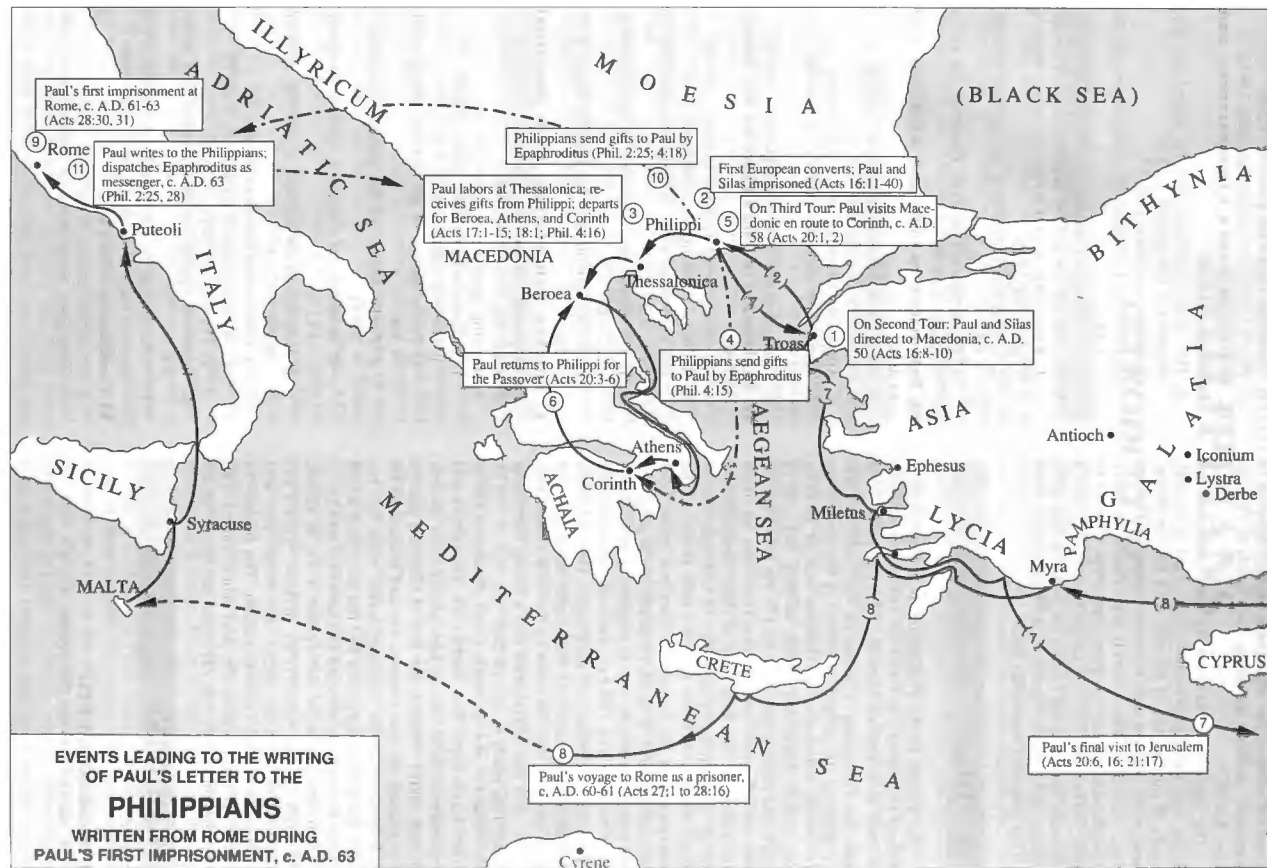 ILLYRICUM
MOESIA
(BLACK SEA)
ADRIATIC SEA
Paul's first imprisonment at
Rome, c. A.D. 61-63
(Acts 28:30, 31)
9
Rome
11
Paul writes to the Philippians;
dispatches Epaphroditus as
messenger, c. A.D. 63
(Phil. 2:25, 28)
Philippians send gifts to Paul by
Epaphroditus (Phil. 2:25; 4:18)
10
2
First European converts; Paul and
Silas imprisoned (Acts 16:11-40)
Paul labors at Thessalonica; re-
ceives gifts from Philippi; departs
for Beroea, Athens, and Corinth
(Acts 17:1-15; 18:1; Phil. 4:16)
3
Philippi
5
On Third Tour: Paul visits Mace-
donic en route to Corinth, c. A.D.
58 (Acts 20:1, 2)
BITHYNIA
Puteoli
ITALY
MACEDONIA
Thessalonica
Beroea
(2)
(7)
Troas
1
On Second Tour: Paul and Silas
directed to Macedonia, c. A.D.
50 (Acts 16:8-10)
4
Philippians send gifts
to Paul by Epaphroditus
(Phil. 4:15)
Paul returns to Philippi for
the Passover (Acts 20:3-6)
6
7
AEGEAN SEA
ASIA
GALATIA
Antioch
Iconium
Lystra
Derbe
Ephesus
Athens
Corinth
ACHAIA
SICILY
Syracuse
Miletus
LYCIA
PAMPHYLIA
Myra
MALTA
MEDITERRANEAN SEA
8
(8)
(7)
CRETE
CYPRUS
7
Paul's final visit to Jerusalem
(Acts 20:6, 16; 21:17)
8
Paul's voyage to Rome as a prisoner,
c, A.D. 60-61 (Acts 27:1 to 28:16)
EVENTS LEADING TO THE WRITING
OF PAUL'S LETTER TO THE
PHILIPPIANS
WRITTEN FROM ROME DURING
PAUL'S FIRST IMPRISONMENT, c. A.D. 63
Cyrene